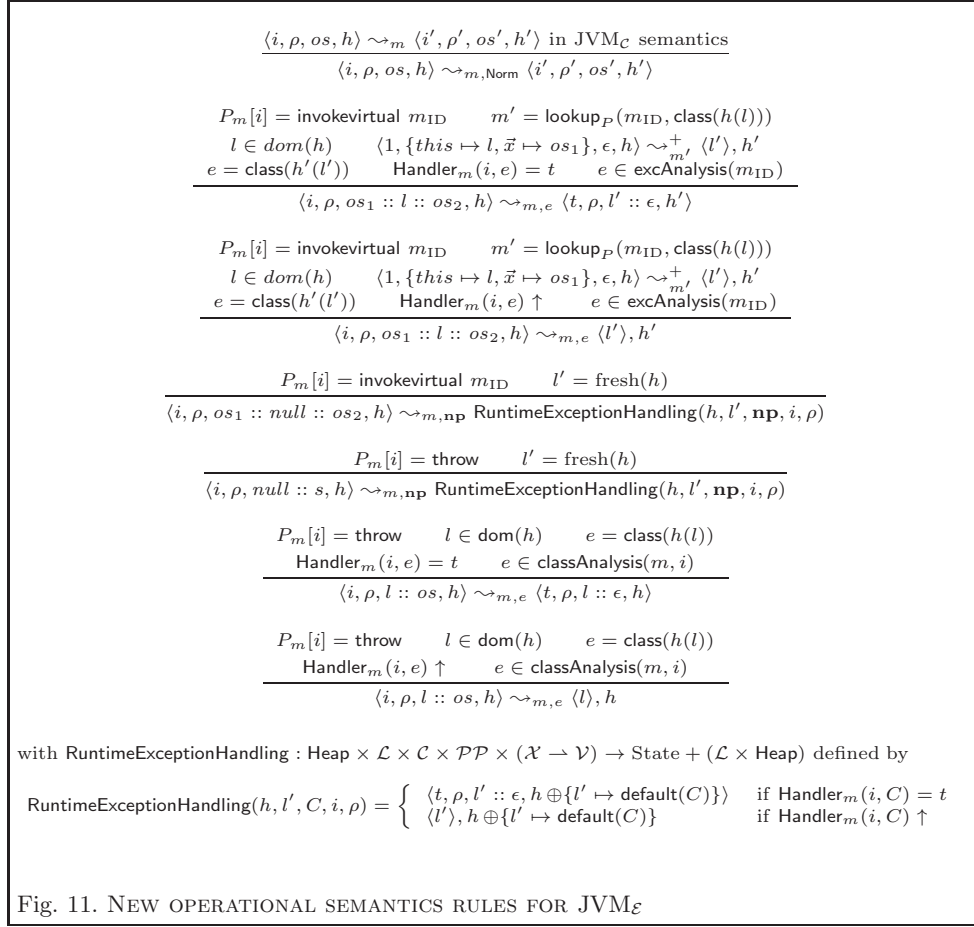 ⟨i, ρ, os, h⟩ ⇝m ⟨i′, ρ′, os′, h′⟩ in JVM𝒞 semantics
⟨i, ρ, os, h⟩ ⇝m,Norm ⟨i′, ρ′, os′, h′⟩
Pm[i] = invokevirtual mID m′ = lookupP(mID, class(h(l)))
l ∈ dom(h) ⟨1, {this ↦ l, x⃗ ↦ os1}, ϵ, h⟩ ⇝+m′ ⟨l′⟩, h′
e = class(h′(l′)) Handlerm(i, e) = t e ∈ excAnalysis(mID)
⟨i, ρ, os1 :: l :: os2, h⟩ ⇝m,e ⟨t, ρ, l′ :: ϵ, h′⟩
Pm[i] = invokevirtual mID m′ = lookupP(mID, class(h(l)))
l ∈ dom(h) ⟨1, {this ↦ l, x⃗ ↦ os1}, ϵ, h⟩ ⇝+m′ ⟨l′⟩, h′
e = class(h′(l′)) Handlerm(i, e) ↑ e ∈ excAnalysis(mID)
⟨i, ρ, os1 :: l :: os2, h⟩ ⇝m,e ⟨l′⟩, h′
Pm[i] = invokevirtual mID l′ = fresh(h)
⟨i, ρ, os1 :: null :: os2, h⟩ ⇝m,np RuntimeExceptionHandling(h, l′, np, i, ρ)
Pm[i] = throw l′ = fresh(h)
⟨i, ρ, null :: s, h⟩ ⇝m,np RuntimeExceptionHandling(h, l′, np, i, ρ)
Pm[i] = throw l ∈ dom(h) e = class(h(l))
Handlerm(i, e) = t e ∈ classAnalysis(m, i)
⟨i, ρ, l :: os, h⟩ ⇝m,e ⟨t, ρ, l :: ϵ, h⟩
Pm[i] = throw l ∈ dom(h) e = class(h(l))
Handlerm(i, e) ↑ e ∈ classAnalysis(m, i)
⟨i, ρ, l :: os, h⟩ ⇝m,e ⟨l⟩, h
with RuntimeExceptionHandling : Heap × ℒ × 𝒞 × 𝒫𝒫 × (𝒳 ⇀ 𝒱) → State + (ℒ × Heap) defined by
RuntimeExceptionHandling(h, l′, C, i, ρ) = { ⟨t, ρ, l′ :: ϵ, h ⊕ {l′ ↦ default(C)}⟩ if Handlerm(i, C) = t
⟨l′⟩, h ⊕ {l′ ↦ default(C)} if Handlerm(i, C) ↑
Fig. 11. New operational semantics rules for JVMℰ